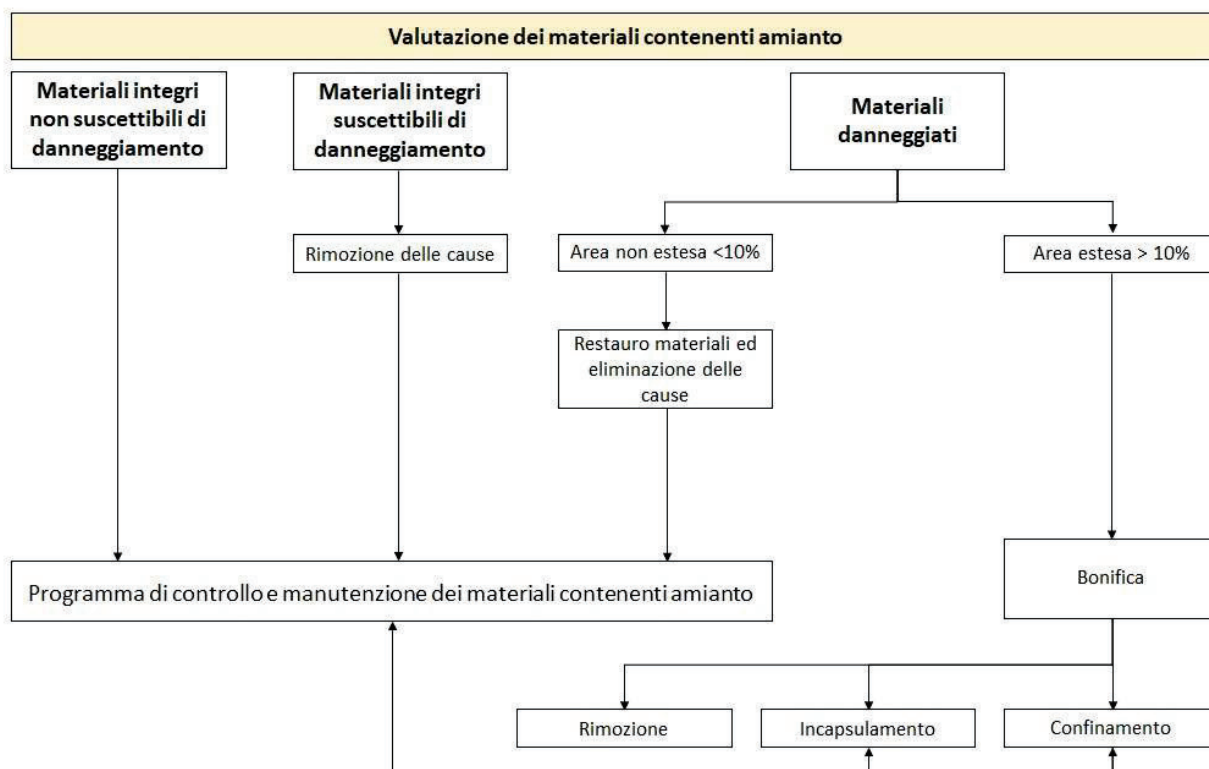 Valutazione dei materiali contenenti amianto
Materiali integri
non suscettibili di
danneggiamento
Materiali integri
suscettibili di
danneggiamento
Materiali
danneggiati
Rimozione delle cause
Area non estesa <10%
Area estesa > 10%
Restauro materiali ed
eliminazione delle
cause
Programma di controllo e manutenzione dei materiali contenenti amianto
Bonifica
Rimozione
Incapsulamento
Confinamento